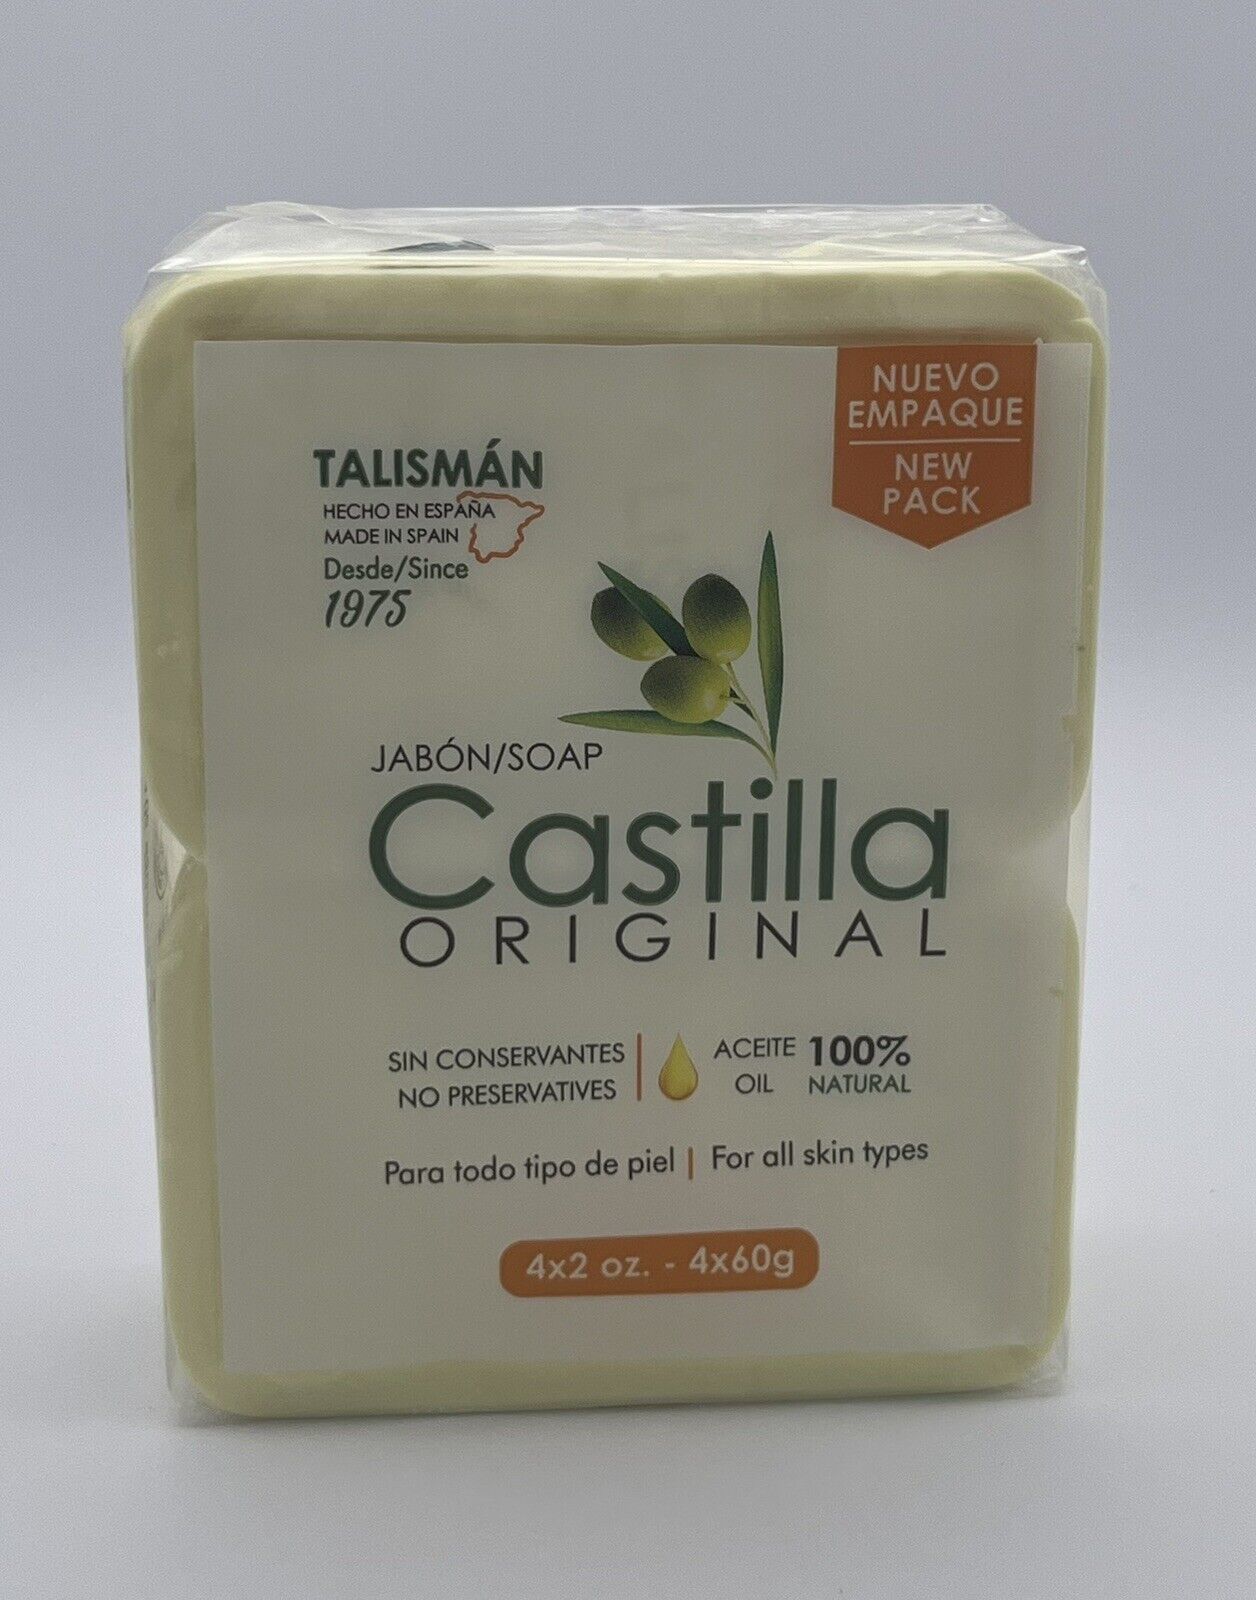 NUEVO
EMPAQUE
NEW
PACK
TALISMÁN
HECHO EN ESPAÑA
MADE IN SPAIN
Desde/Since
1975
JABÓN/SOAP
Castilla
ORIGINAL
SIN CONSERVANTES
NO PRESERVATIVES
ACEITE 100%
OIL NATURAL
Para todo tipo de piel | For all skin types
4x2 oz. - 4x60g